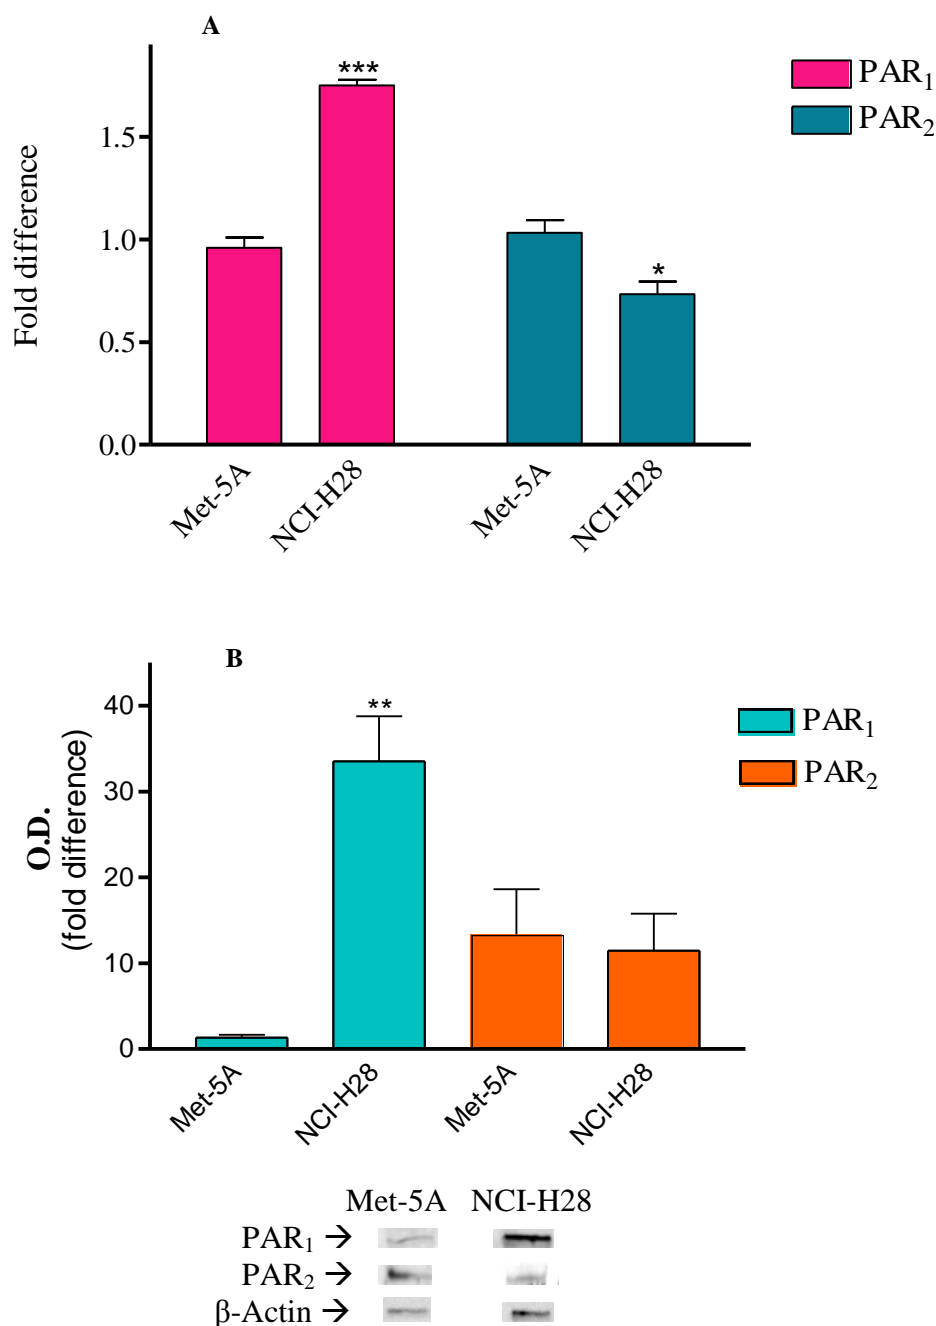 A
***
*
PAR₁
PAR₂
Fold difference
1.5
1.0
0.5
0.0
Met-5A
NCI-H28
Met-5A
NCI-H28
B
**
PAR₁
PAR₂
O.D.
(fold difference)
40
30
20
10
0
Met-5A
NCI-H28
Met-5A
NCI-H28
Met-5A NCI-H28
PAR₁ →
PAR₂ →
β-Actin →